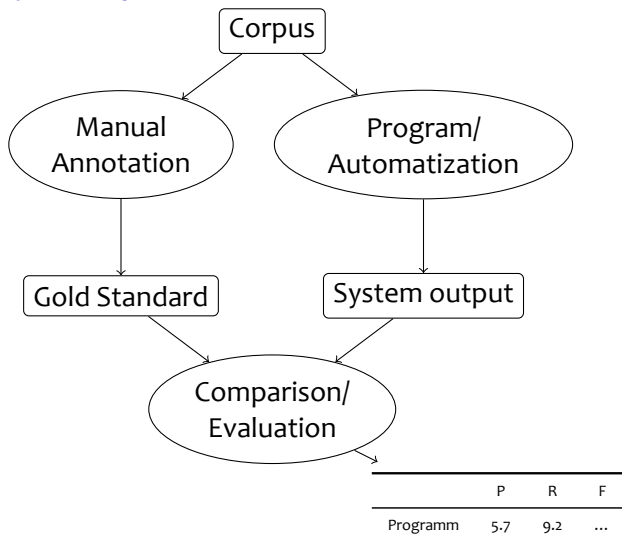 Corpus
Manual
Annotation
Program/
Automatization
Gold Standard
System output
Comparison/
Evaluation
P R F
Programm 5.7 9.2 ...